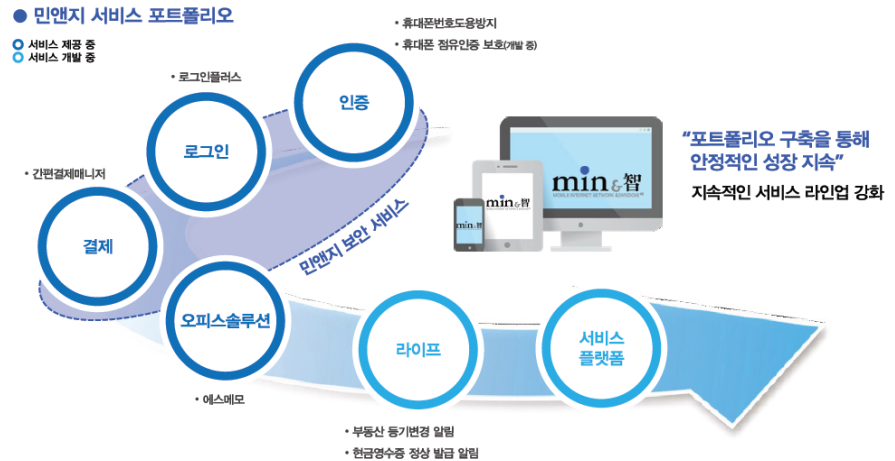 민앤지 서비스 포트폴리오
서비스 제공 중
서비스 개발 중
• 휴대폰번호도용방지
• 휴대폰 점유인증 보호(개발 중)
• 로그인플러스
인증
로그인
• 간편결제매니저
결제
민앤지 보안 서비스
min&智
MOBILE INTERNET NETWORK &
min&智
min&智
“포트폴리오 구축을 통해
안정적인 성장 지속”
지속적인 서비스 라인업 강화
오피스솔루션
• 에스메모
라이프
서비스
플랫폼
• 부동산 등기변경 알림
• 현금영수증 정상 발급 알림